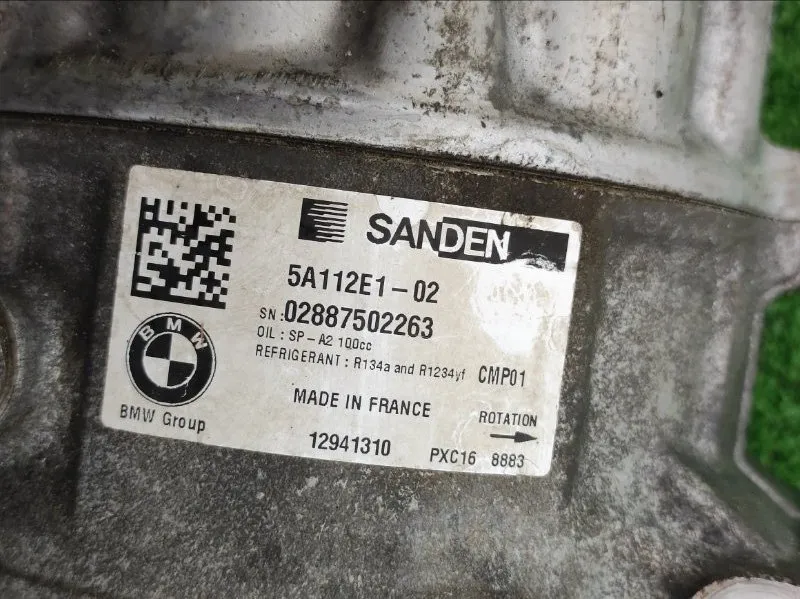 SANDEN
5A112E1-02
SN: 02887502263
OIL: SP-A2 100cc
REFRIGERANT: R134a and R1234yf CMP01
BMW
BMW Group
MADE IN FRANCE
ROTATION
12941310
PXC16 8883